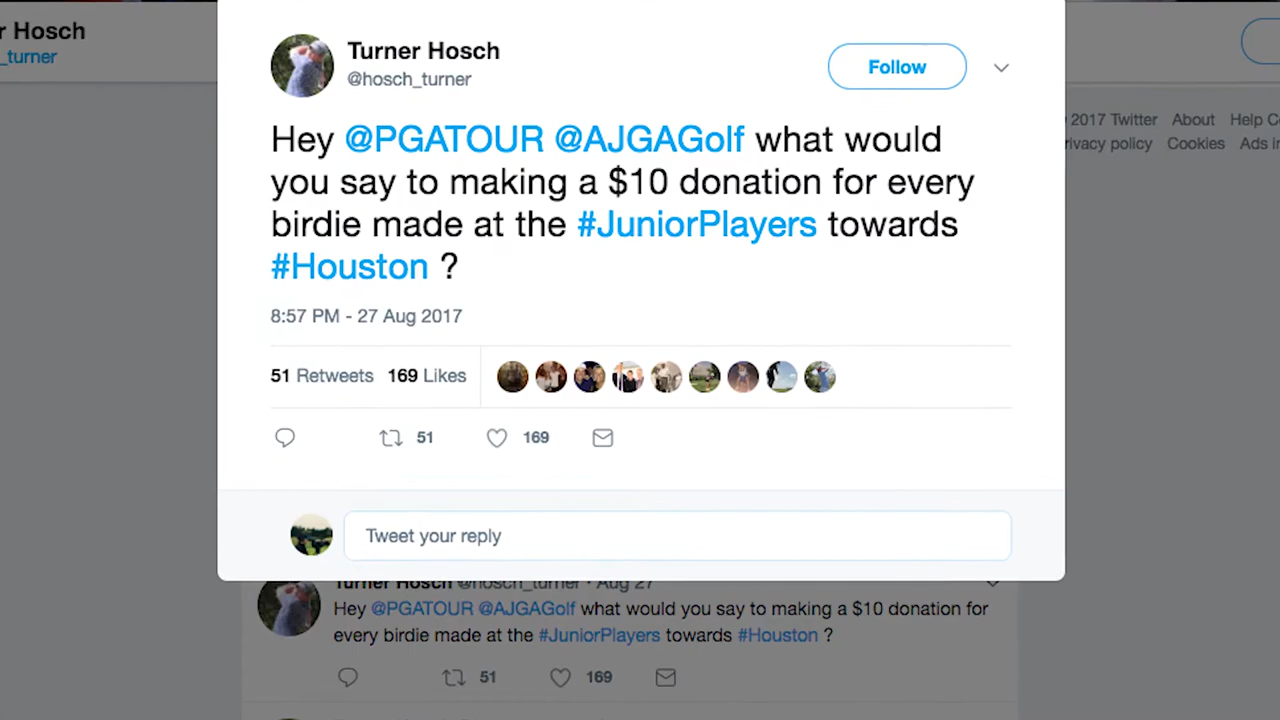 r Hosch
_turner
Turner Hosch
@hosch_turner
Follow
Hey @PGATOUR @AJGAGolf what would
you say to making a $10 donation for every
birdie made at the #JuniorPlayers towards
#Houston ?
8:57 PM - 27 Aug 2017
51 Retweets 169 Likes
51 169
Tweet your reply
2017 Twitter About Help C
rivacy policy Cookies Ads i
Turner Hosch @hosch_turner · Aug 27
Hey @PGATOUR @AJGAGolf what would you say to making a $10 donation for
every birdie made at the #JuniorPlayers towards #Houston ?
51 169